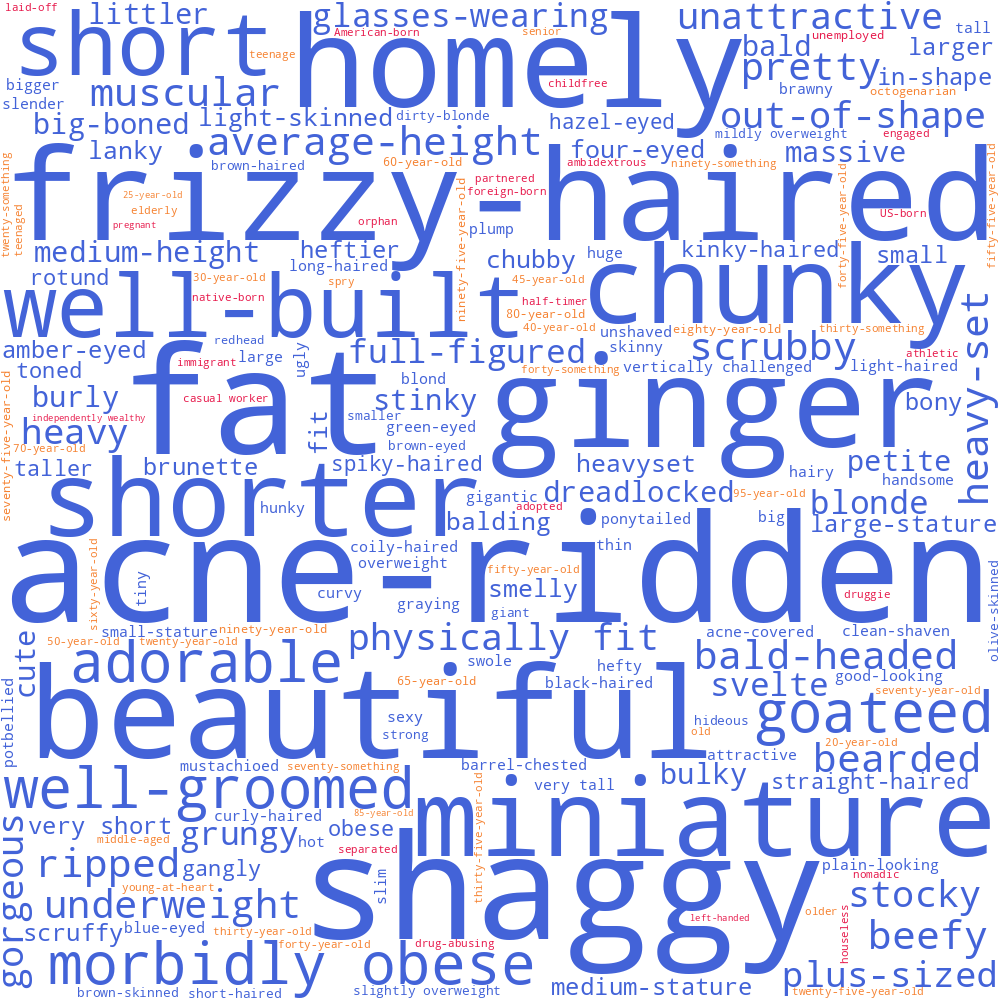 laid-off
littler
glasses-wearing
unattractive
American-born
senior
unemployed
tall
short
homely
teenage
bald
larger
pretty
in-shape
bigger
muscular
childfree
brawny
octogenarian
slender
big-boned
light-skinned
dirty-blonde
hazel-eyed
out-of-shape
mildly overweight
engaged
average-height
lanky
brown-haired
60-year-old
four-eyed
ambidextrous
ninety-something
massive
twenty-something
teenaged
frizzy-haired
25-year-old
elderly
pregnant
orphan
partnered
foreign-born
ninety-five-year-old
plump
US-born
forty-five-year-old
fifty-five-year-old
medium-height
heftier
long-haired
chubby
huge
kinky-haired
small
rotund
30-year-old
spry
45-year-old
chunky
well-built
native-born
half-timer
80-year-old
40-year-old
unshaved
eighty-year-old
thirty-something
heavy-set
amber-eyed
redhead
large
ugly
full-figured
skinny
scrubby
athletic
toned
immigrant
fat
blond
forty-something
vertically challenged
light-haired
seventy-five-year-old
burly
casual worker
stinky
ginger
bony
independently wealthy
smaller
heavy
fit
green-eyed
brown-eyed
70-year-old
taller
brunette
spiky-haired
heavyset
hairy
petite
handsome
shorter
hunky
gigantic
adopted
dreadlocked
95-year-old
blonde
balding
ponytailed
big
large-stature
acne-ridden
sixty-year-old
coily-haired
overweight
thin
tiny
curvy
fifty-year-old
smelly
druggie
olive-skinned
graying
giant
small-stature
ninety-year-old
acne-covered
clean-shaven
50-year-old
twenty-year-old
physically fit
cute
adorable
swole
hefty
bald-headed
good-looking
potbellied
65-year-old
black-haired
svelte
seventy-year-old
beautiful
sexy
strong
hideous
old
goateed
20-year-old
mustachioed
seventy-something
barrel-chested
attractive
bearded
well-groomed
very tall
bulky
straight-haired
gorgeous
very short
curly-haired
85-year-old
thirty-five-year-old
miniature
middle-aged
grungy
hot
obese
separated
ripped
gangly
shaggy
plain-looking
nomadic
young-at-heart
slim
stocky
underweight
left-handed
older
houseless
scruffy
blue-eyed
thirty-year-old
forty-year-old
drug-abusing
beefy
morbidly obese
plus-sized
brown-skinned
short-haired
slightly overweight
medium-stature
twenty-five-year-old